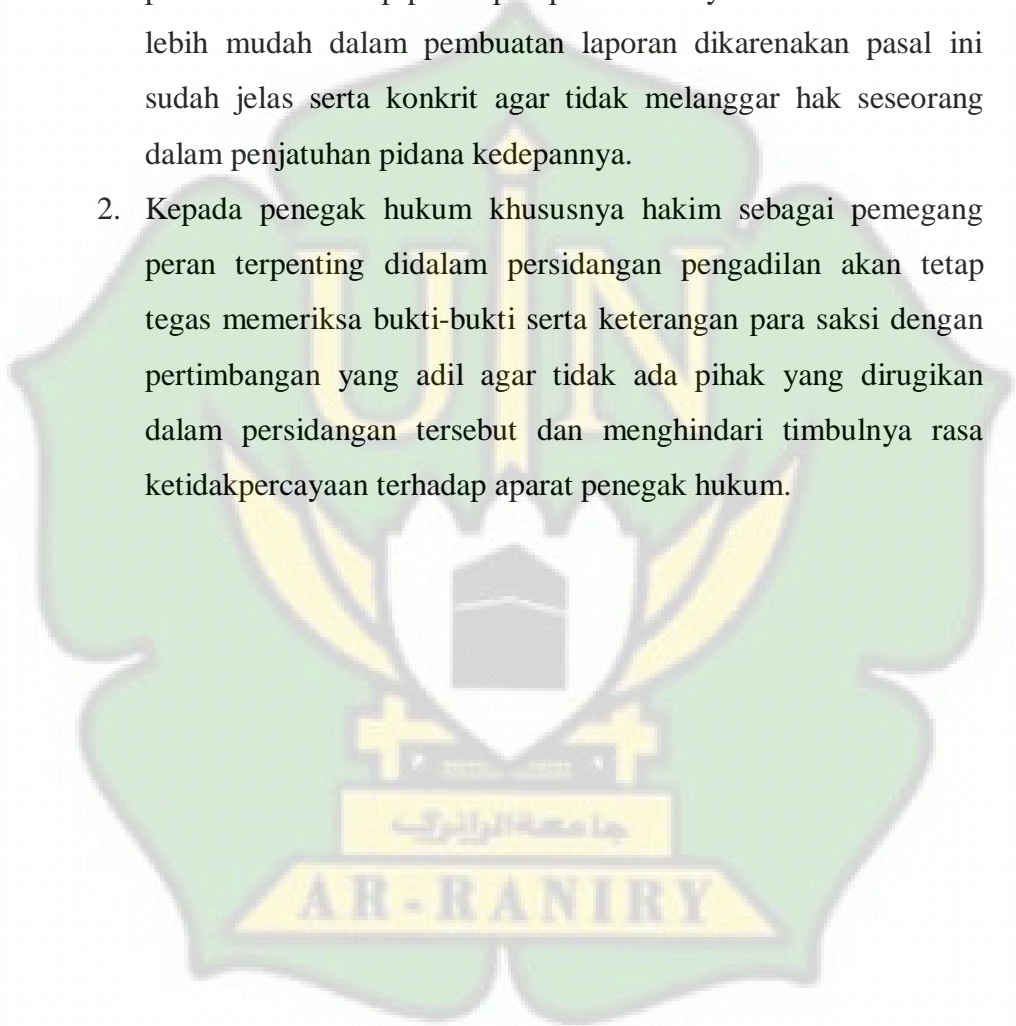 lebih mudah dalam pembuatan laporan dikarenakan pasal ini
sudah jelas serta konkrit agar tidak melanggar hak seseorang
dalam penjatuhan pidana kedepannya.
2. Kepada penegak hukum khususnya hakim sebagai pemegang
peran terpenting didalam persidangan pengadilan akan tetap
tegas memeriksa bukti-bukti serta keterangan para saksi dengan
pertimbangan yang adil agar tidak ada pihak yang dirugikan
dalam persidangan tersebut dan menghindari timbulnya rasa
ketidakpercayaan terhadap aparat penegak hukum.
UIN
جامعة الرانري
AR-RANIRY